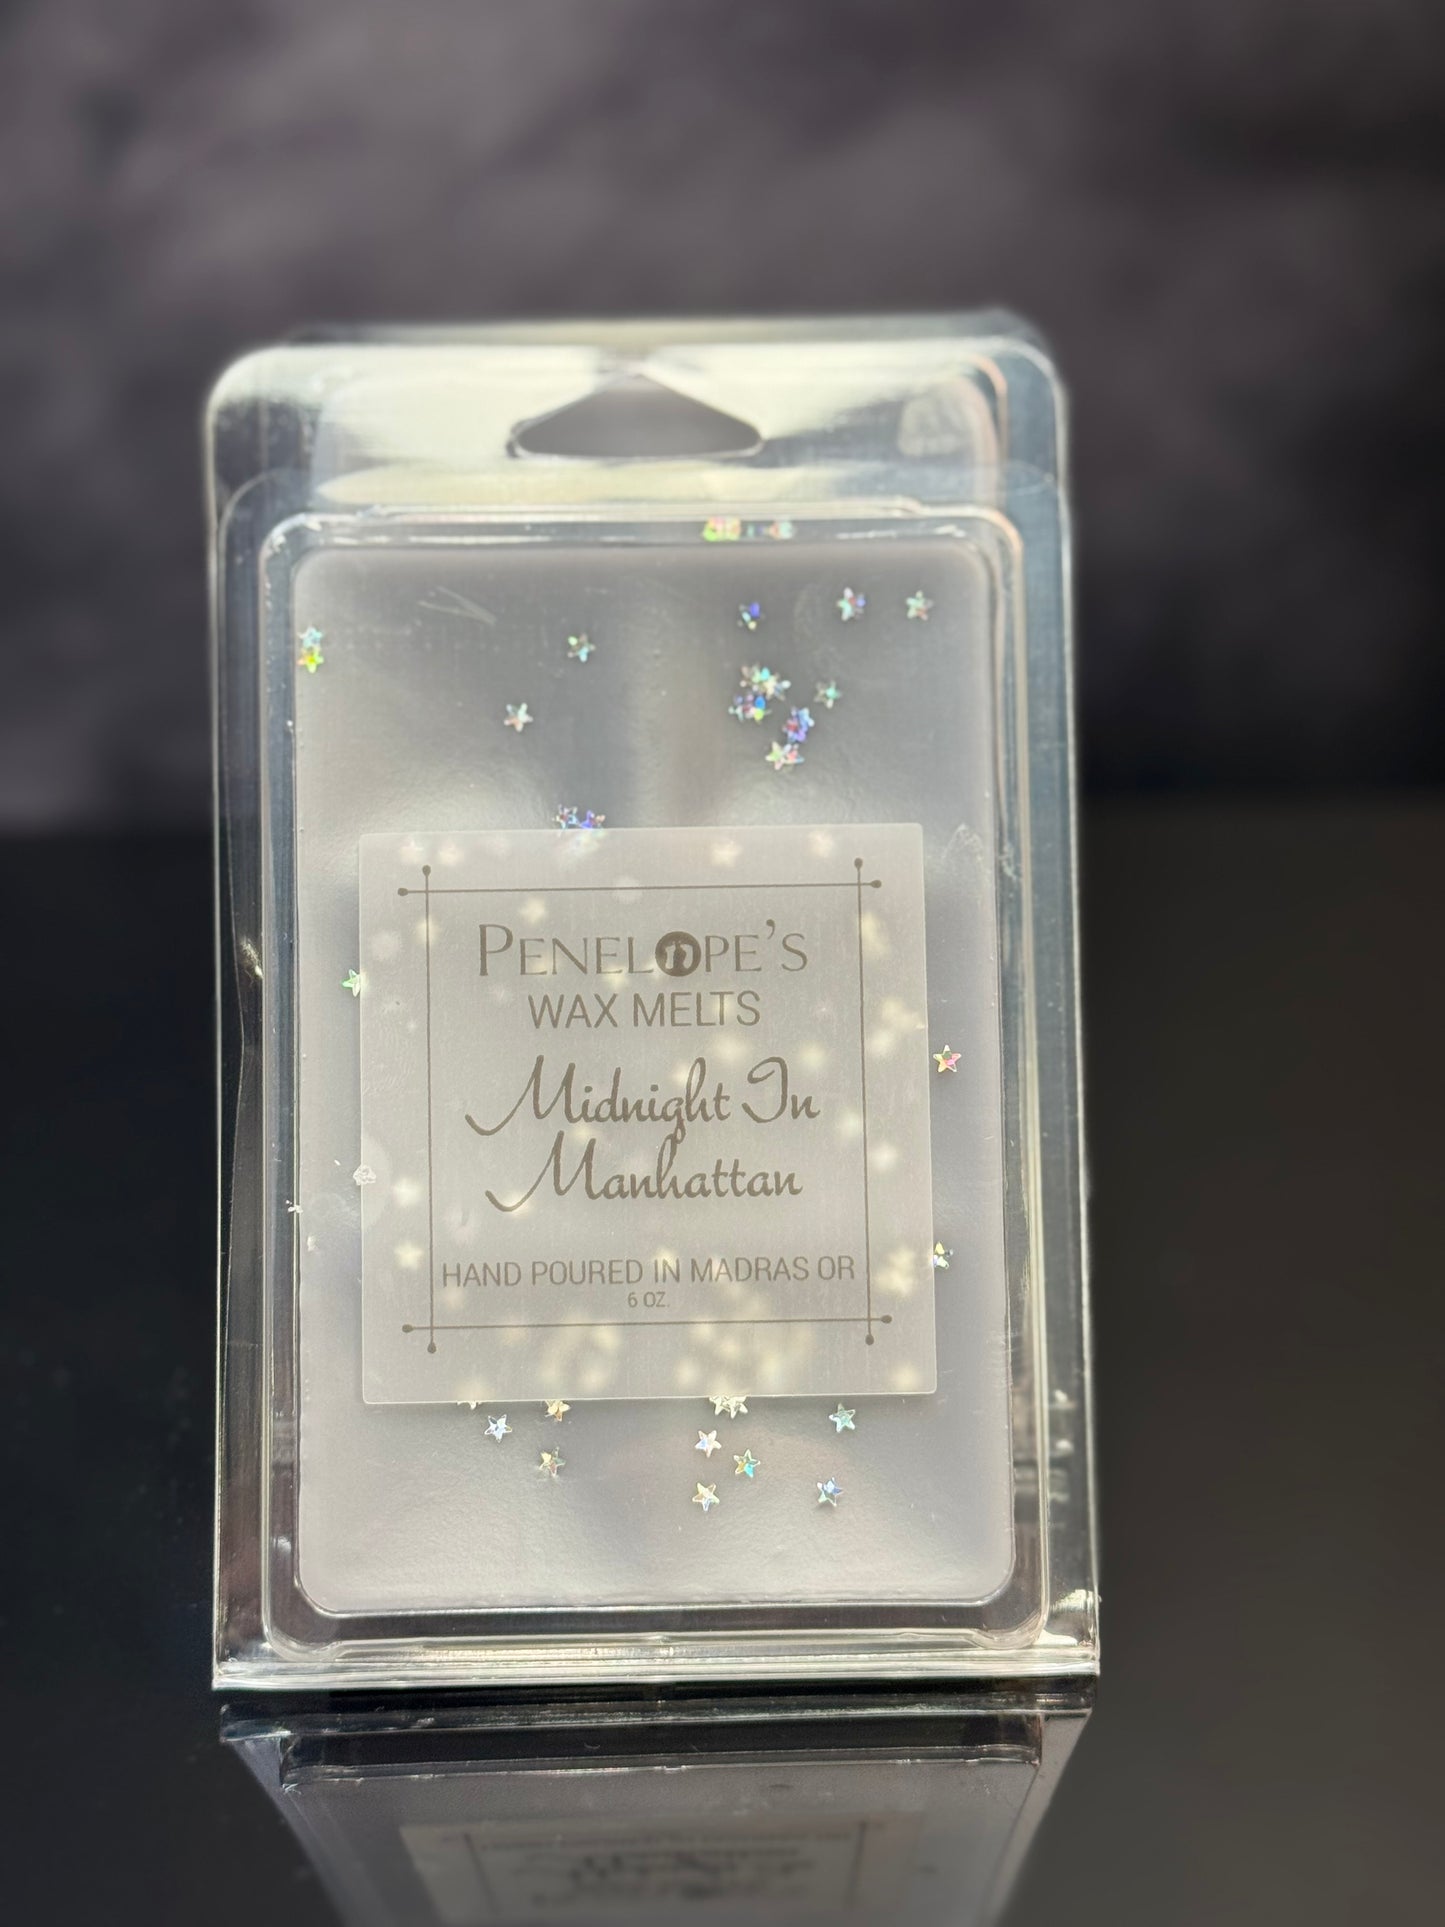 PENELOPE'S
WAX MELTS
Midnight In
Manhattan
HAND POURED IN MADRAS OR
6 OZ.